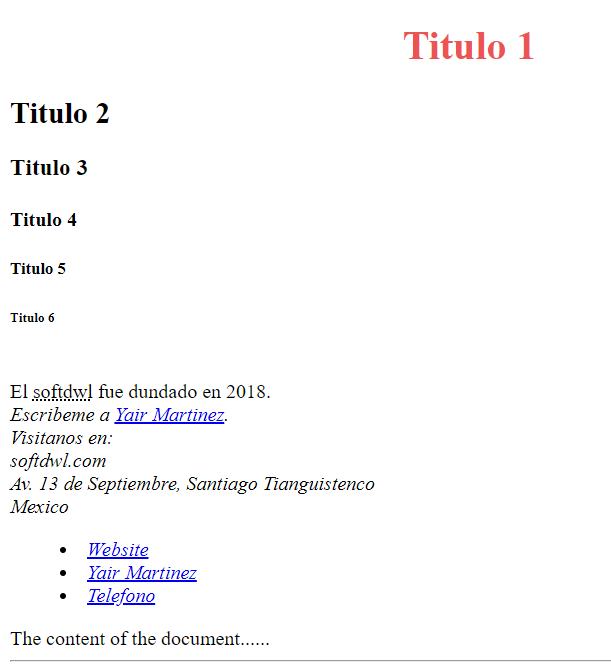 Titulo 1
Titulo 2
Titulo 3
Titulo 4
Titulo 5
Titulo 6
El softdwl fue dundado en 2018.
Escribeme a Yair Martinez.
Visitanos en:
softdwl.com
Av. 13 de Septiembre, Santiago Tianguistenco
Mexico
Website
Yair Martinez
Telefono
The content of the document......